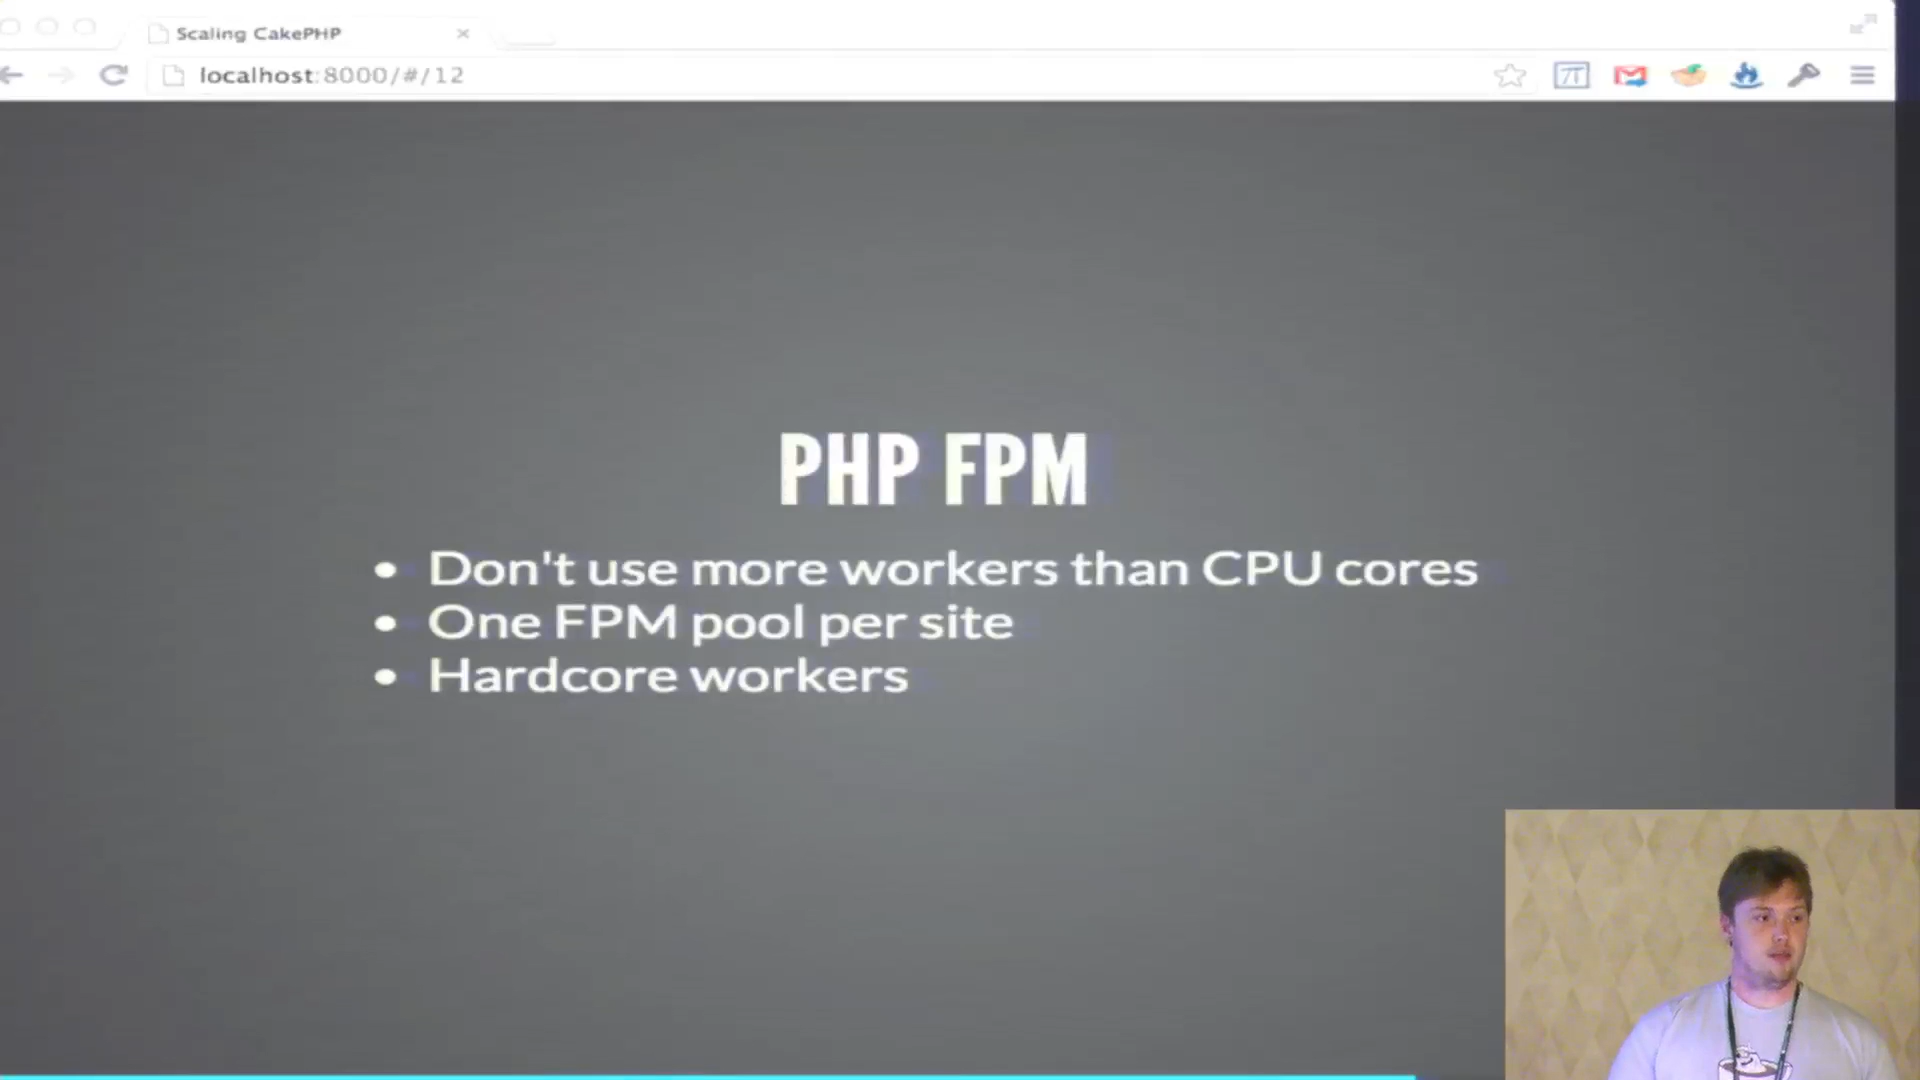 Scaling CakePHP
localhost:8000/#/12
PHP FPM
Don't use more workers than CPU cores
One FPM pool per site
Hardcore workers